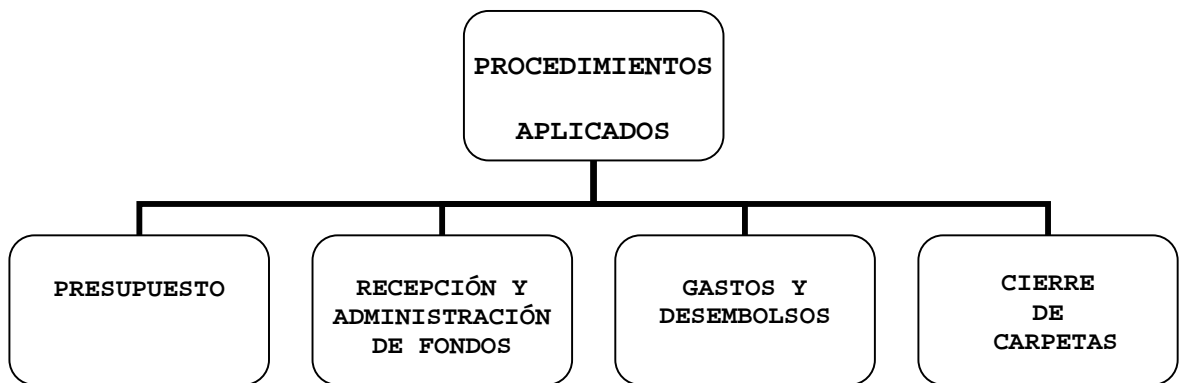 PROCEDIMIENTOS
APLICADOS
PRESUPUESTO
RECEPCIÓN Y
ADMINISTRACIÓN
DE FONDOS
GASTOS Y
DESEMBOLSOS
CIERRE
DE
CARPETAS